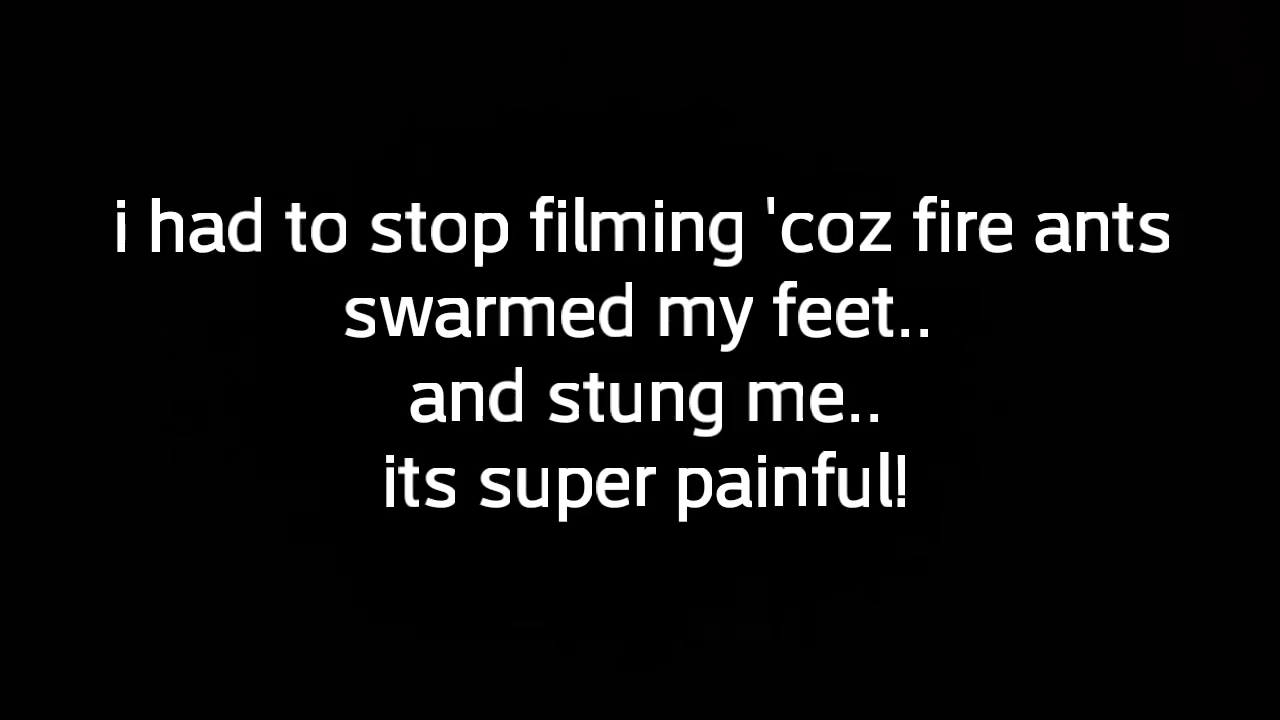 i had to stop filming 'coz fire ants
swarmed my feet..
and stung me..
its super painful!